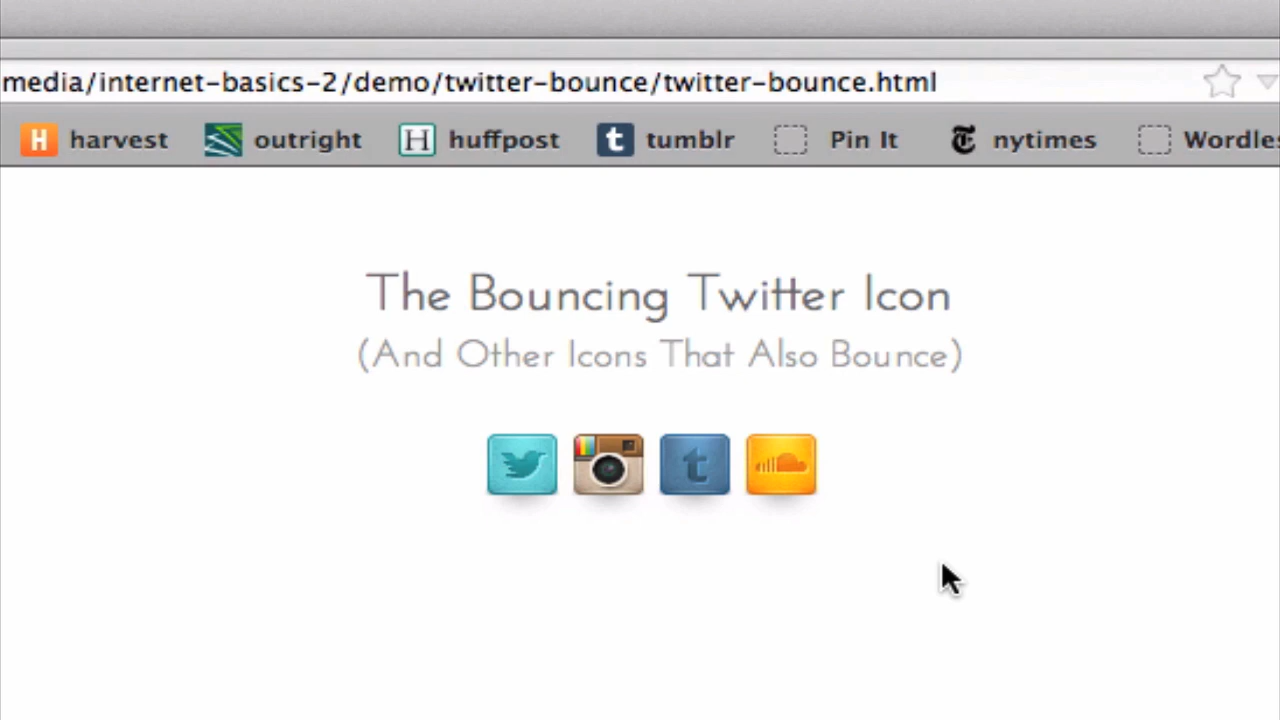 media/internet-basics-2/demo/twitter-bounce/twitter-bounce.html
H harvest outright H huffpost t tumblr Pin It T nytimes Wordles
The Bouncing Twitter Icon
(And Other Icons That Also Bounce)
t